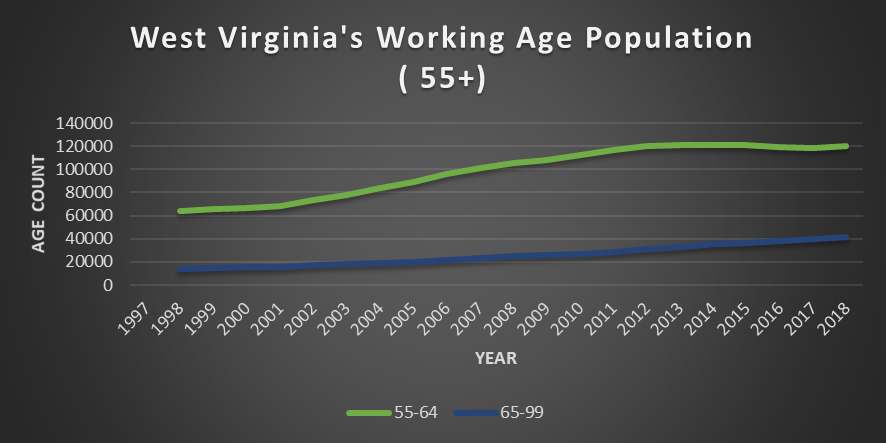 West Virginia's Working Age Population
( 55+)
140000
120000
100000
80000
60000
40000
20000
0
AGE COUNT
1997 1998 1999 2000 2001 2002 2003 2004 2005 2006 2007 2008 2009 2010 2011 2012 2013 2014 2015 2016 2017 2018
YEAR
55-64 65-99